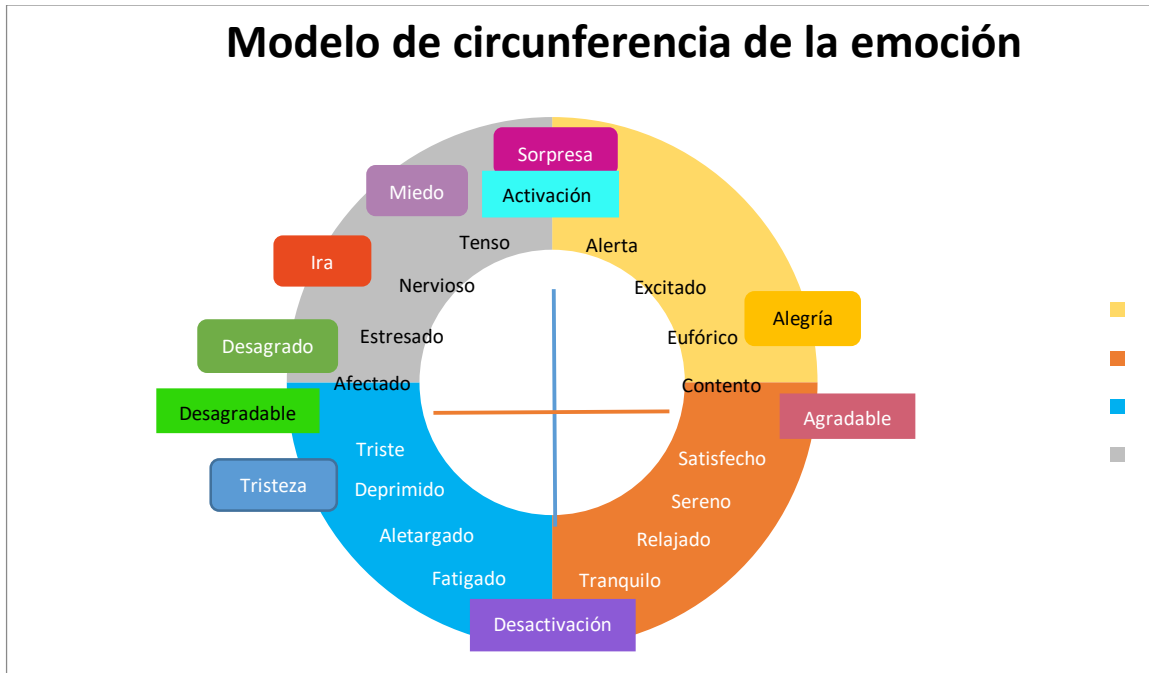 Modelo de circunferencia de la emoción
Sorpresa
Miedo
Activación
Tenso
Alerta
Ira
Nervioso
Excitado
Alegría
Desagrado
Estresado
Eufórico
Afectado
Contento
Desagradable
Agradable
Triste
Satisfecho
Tristeza
Deprimido
Sereno
Aletargado
Relajado
Fatigado
Tranquilo
Desactivación